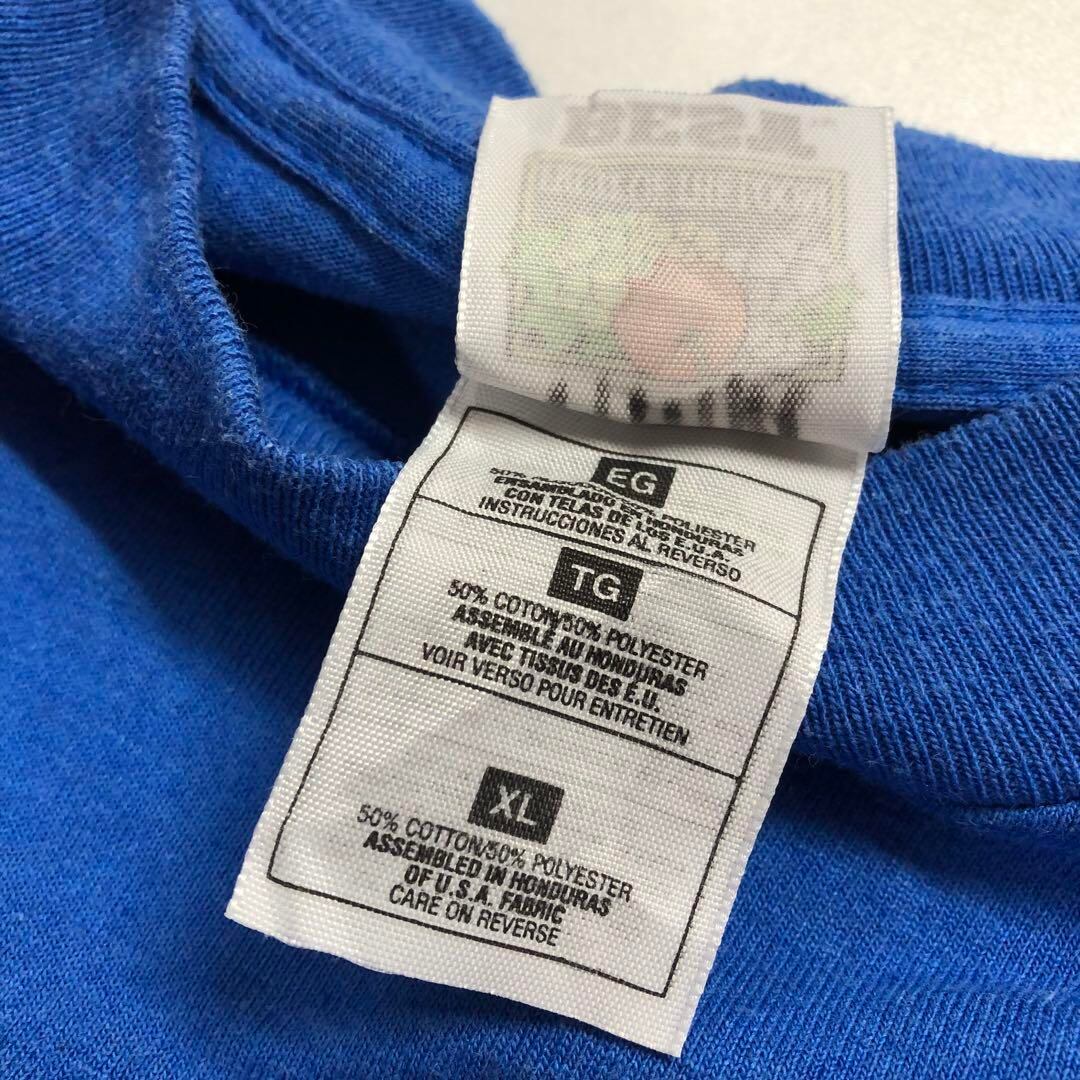 EG
50% POLIESTER
ENSAMBLADO EN HONDURAS
CON TELAS DE LOS E.U.A.
INSTRUCCIONES AL REVERSO
TG
50% COTON/50% POLYESTER
ASSEMBLÉ AU HONDURAS
AVEC TISSUS DES É.U.
VOIR VERSO POUR ENTRETIEN
XL
50% COTTON/50% POLYESTER
ASSEMBLED IN HONDURAS
OF U.S.A. FABRIC
CARE ON REVERSE